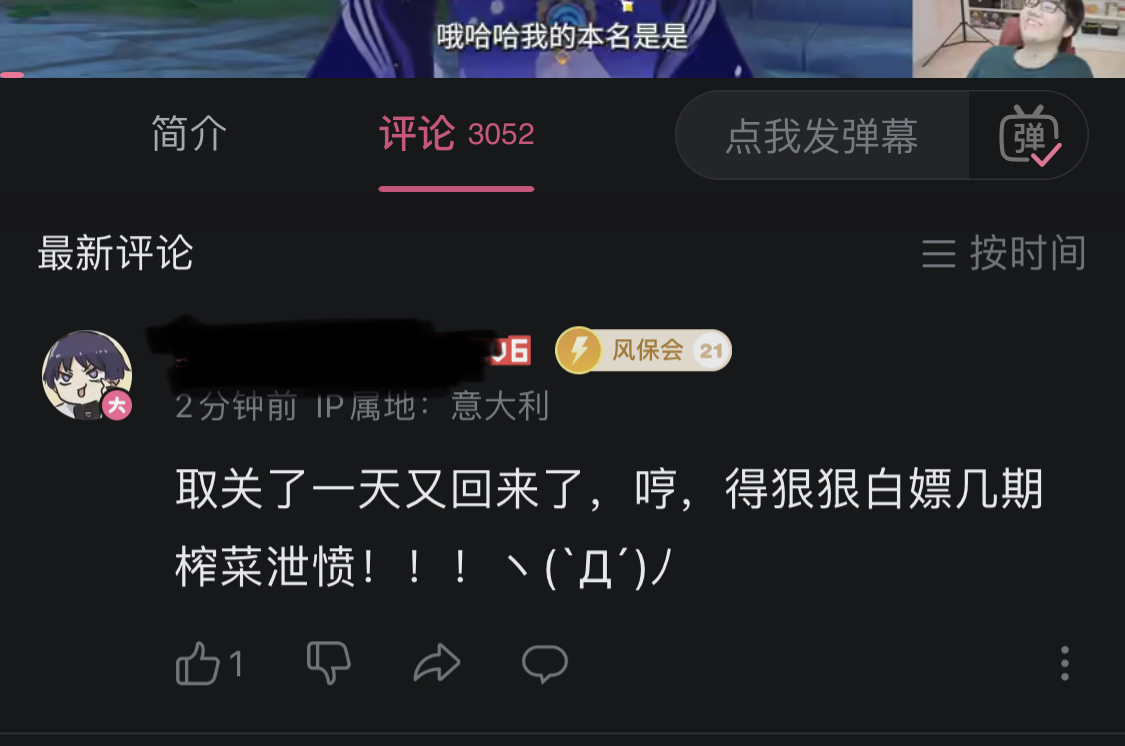 哦哈哈我的本名是是
简介
评论 3052
点我发弹幕
弹
最新评论
按时间
6
风保会 21
大
2分钟前 IP属地：意大利
取关了一天又回来了，哼，得狠狠白嫖几期
榨菜泄愤！！！ヽ(`Д´)ﾉ
1